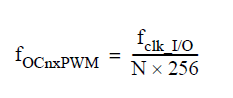 fOCnxPWM = fclk_I/O
N × 256